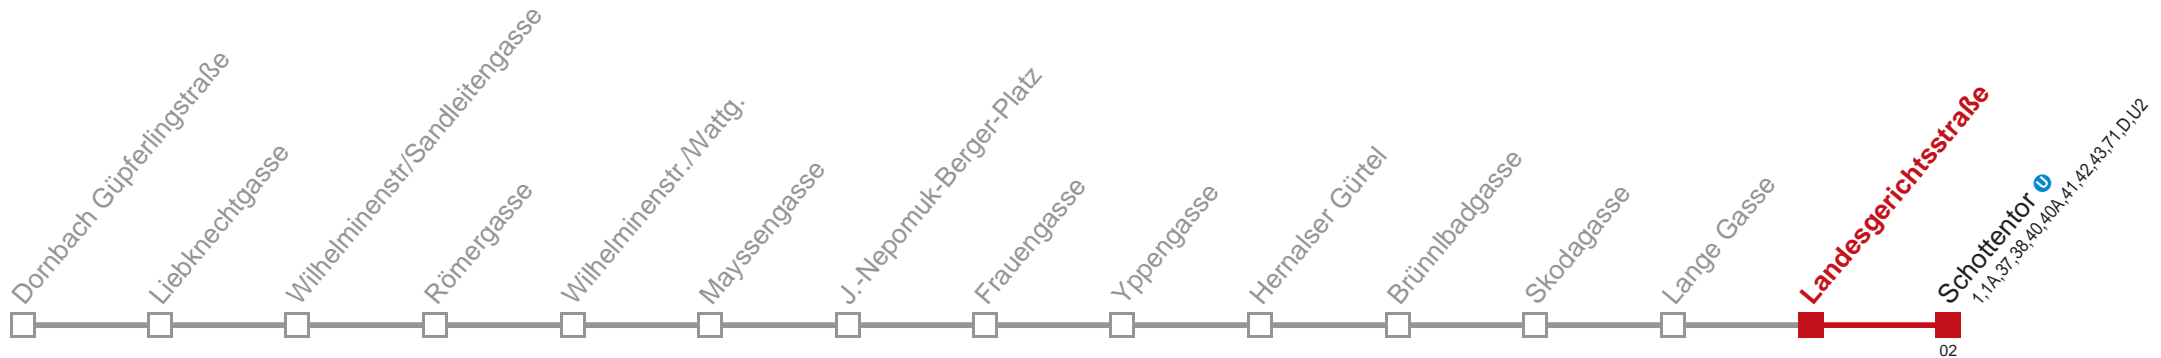 Dornbach Güpferlingstraße
Liebknechtgasse
Wilhelminenstr/Sandleitengasse
Römergasse
Wilhelminenstr./Wattg.
Mayssengasse
J.-Nepomuk-Berger-Platz
Frauengasse
Yppengasse
Hernalser Gürtel
Brünnlbadgasse
Skodagasse
Lange Gasse
Landesgerichtsstraße
Schottentor U
1,1A,37,38,40,40A,41,42,43,71,D,U2
02